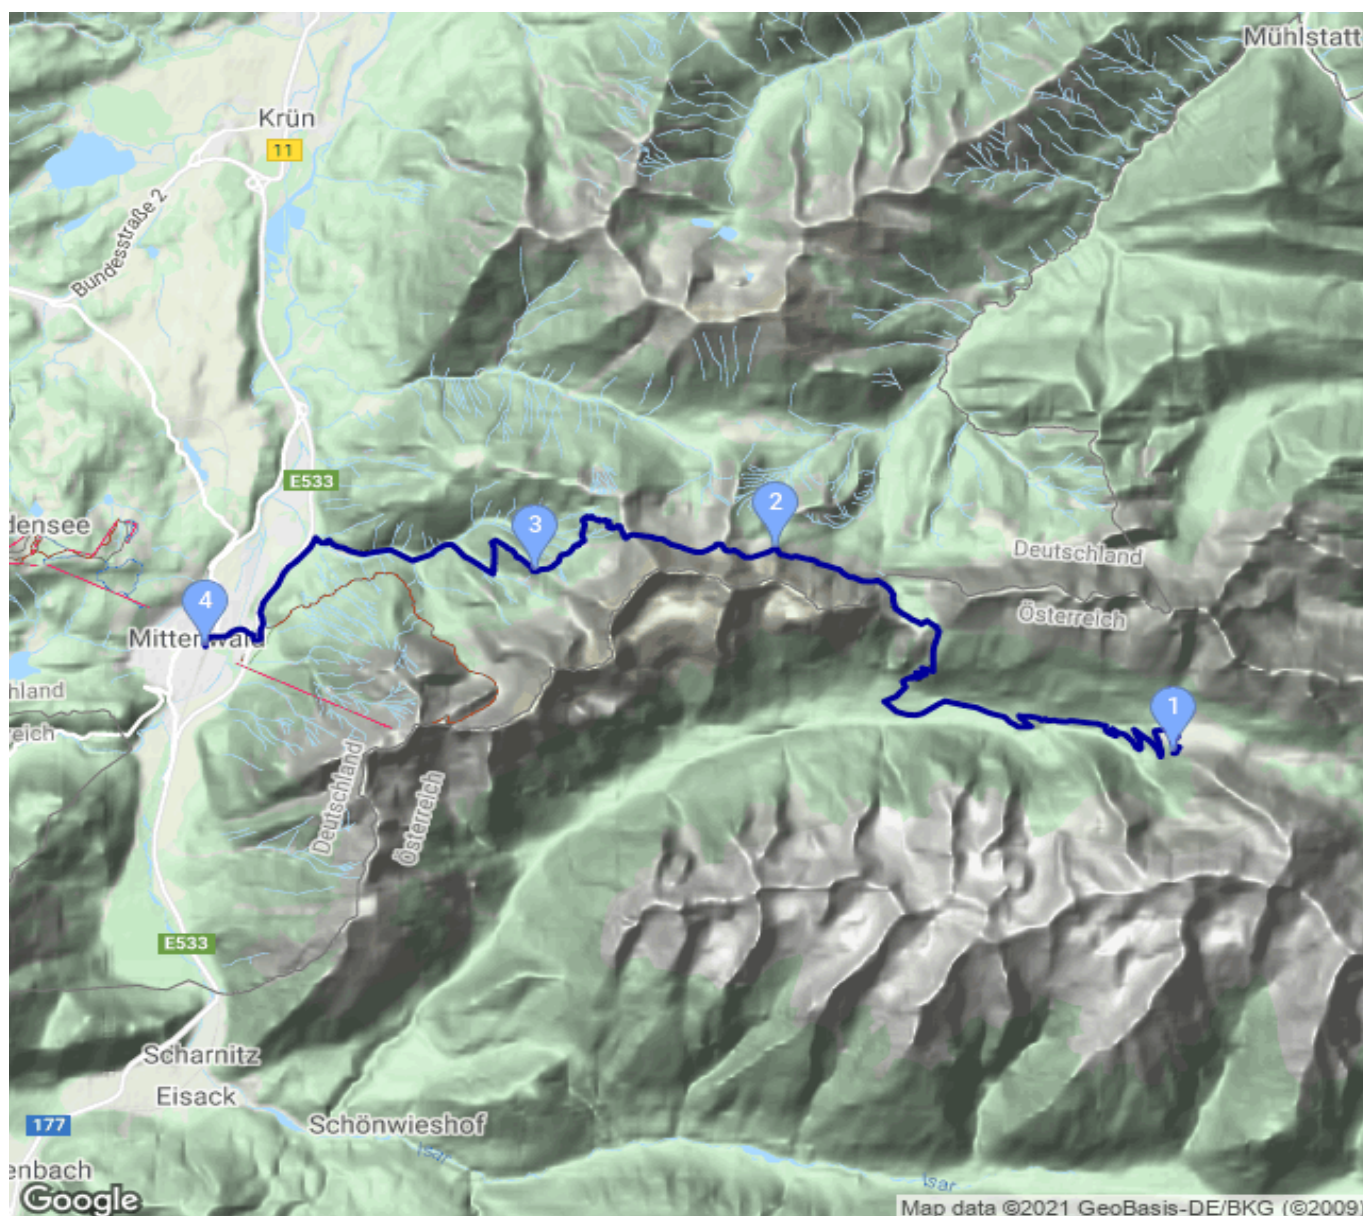 Mühlstatt
Krün
11
Bundesstraße 2
E533
densee
2
3
Deutschland
4
Österreich
Mittenwald
hland
reich
1
Deutschland
Österreich
E533
Scharnitz
Eisack
177
Schönwieshof
Isar
enbach
Isar
Google
Map data ©2021 GeoBasis-DE/BKG (©2009)